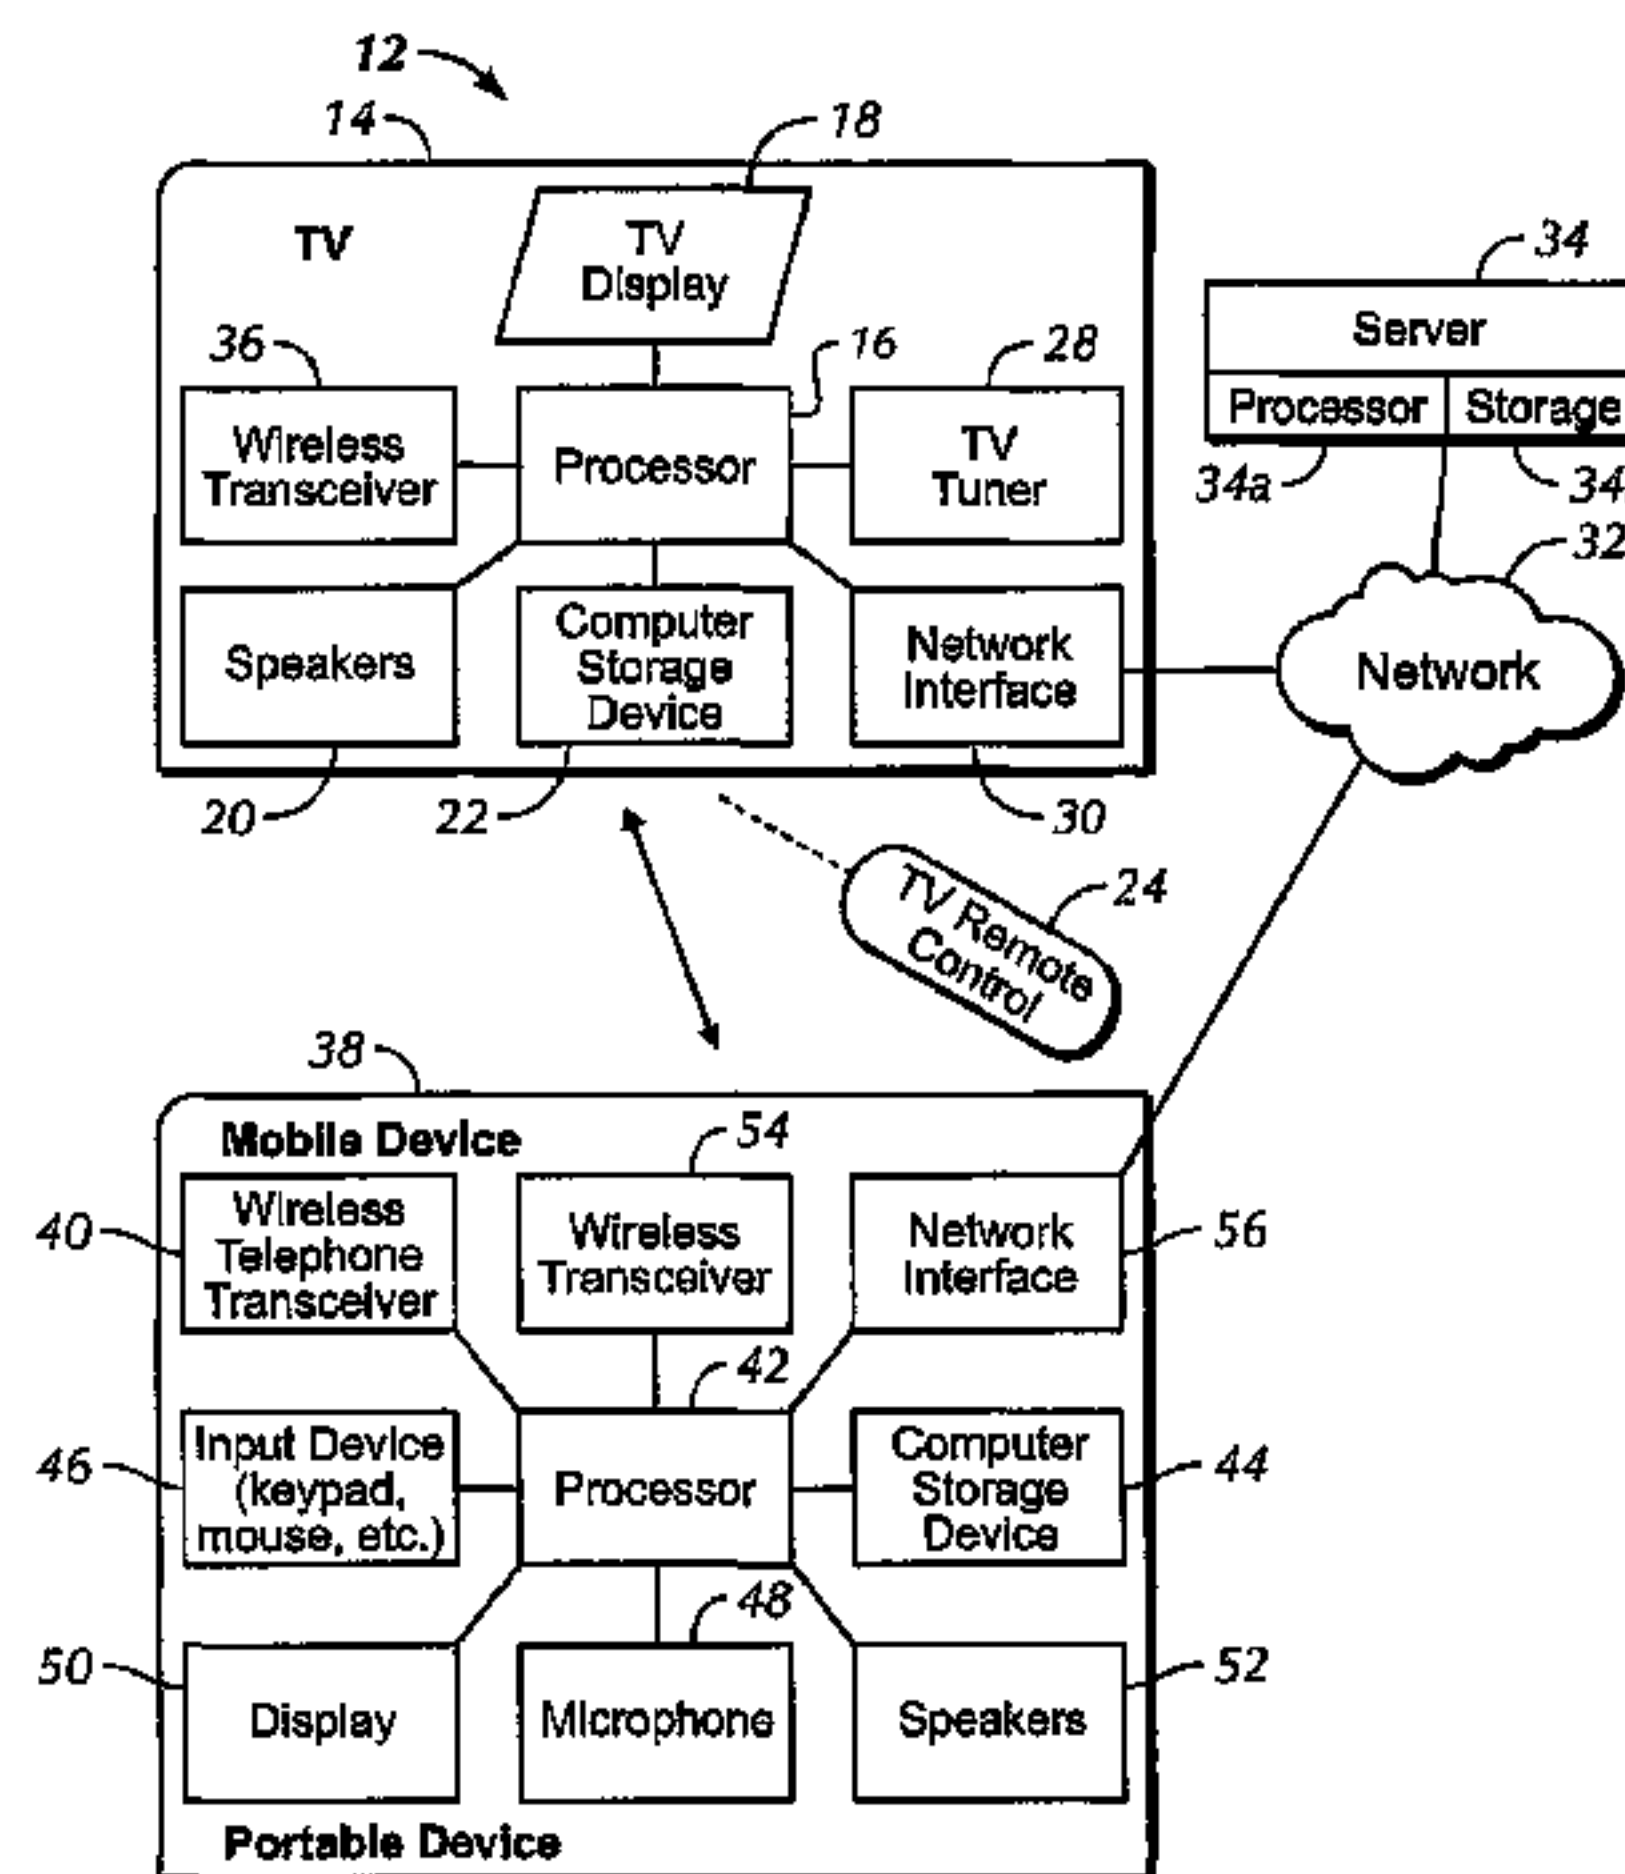 12
14
18
TV
TV
Display
34
Server
Processor
Storage
34a
34
36
16
28
Wireless
Transceiver
Processor
TV
Tuner
32
Network
Speakers
Computer
Storage
Device
Network
Interface
20
22
30
TV Remote
Control
24
38
Mobile Device
54
40
Wireless
Telephone
Transceiver
Wireless
Transceiver
Network
Interface
56
42
46
Input Device
(keypad,
mouse, etc.)
Processor
Computer
Storage
Device
44
48
50
Display
Microphone
Speakers
52
Portable Device